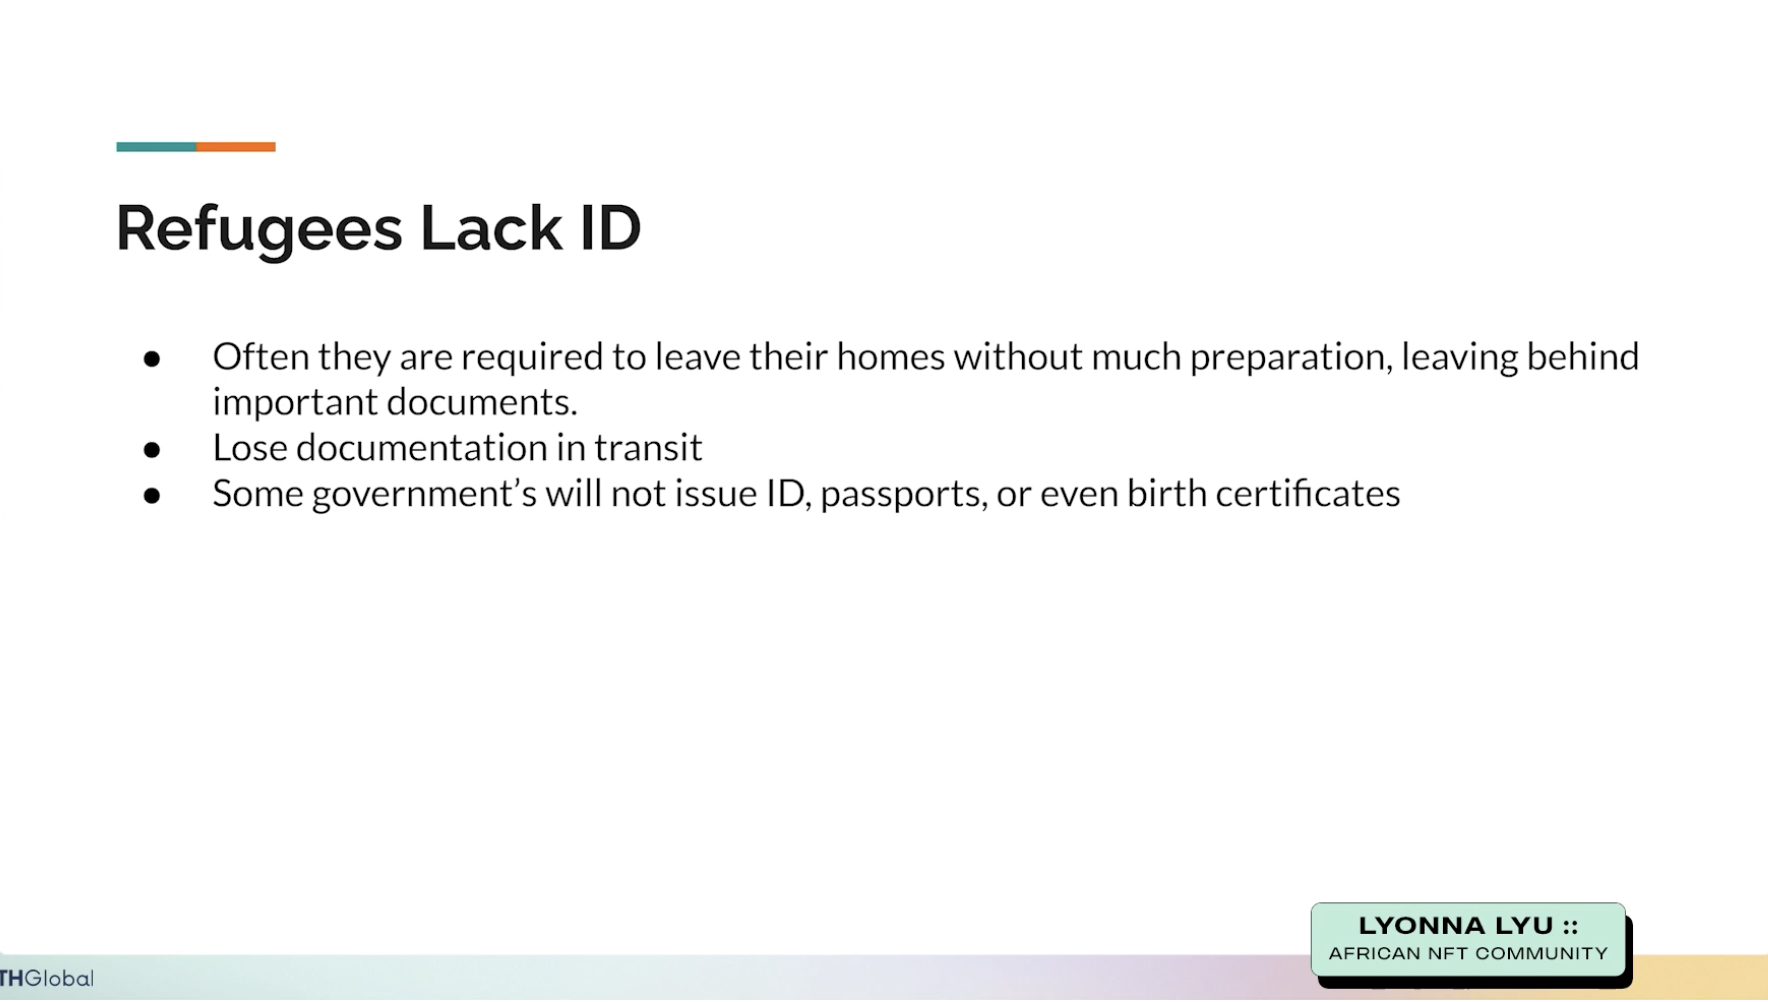 Refugees Lack ID
● Often they are required to leave their homes without much preparation, leaving behind
important documents.
● Lose documentation in transit
● Some government’s will not issue ID, passports, or even birth certificates
LYONNA LYU ::
AFRICAN NFT COMMUNITY
THGlobal